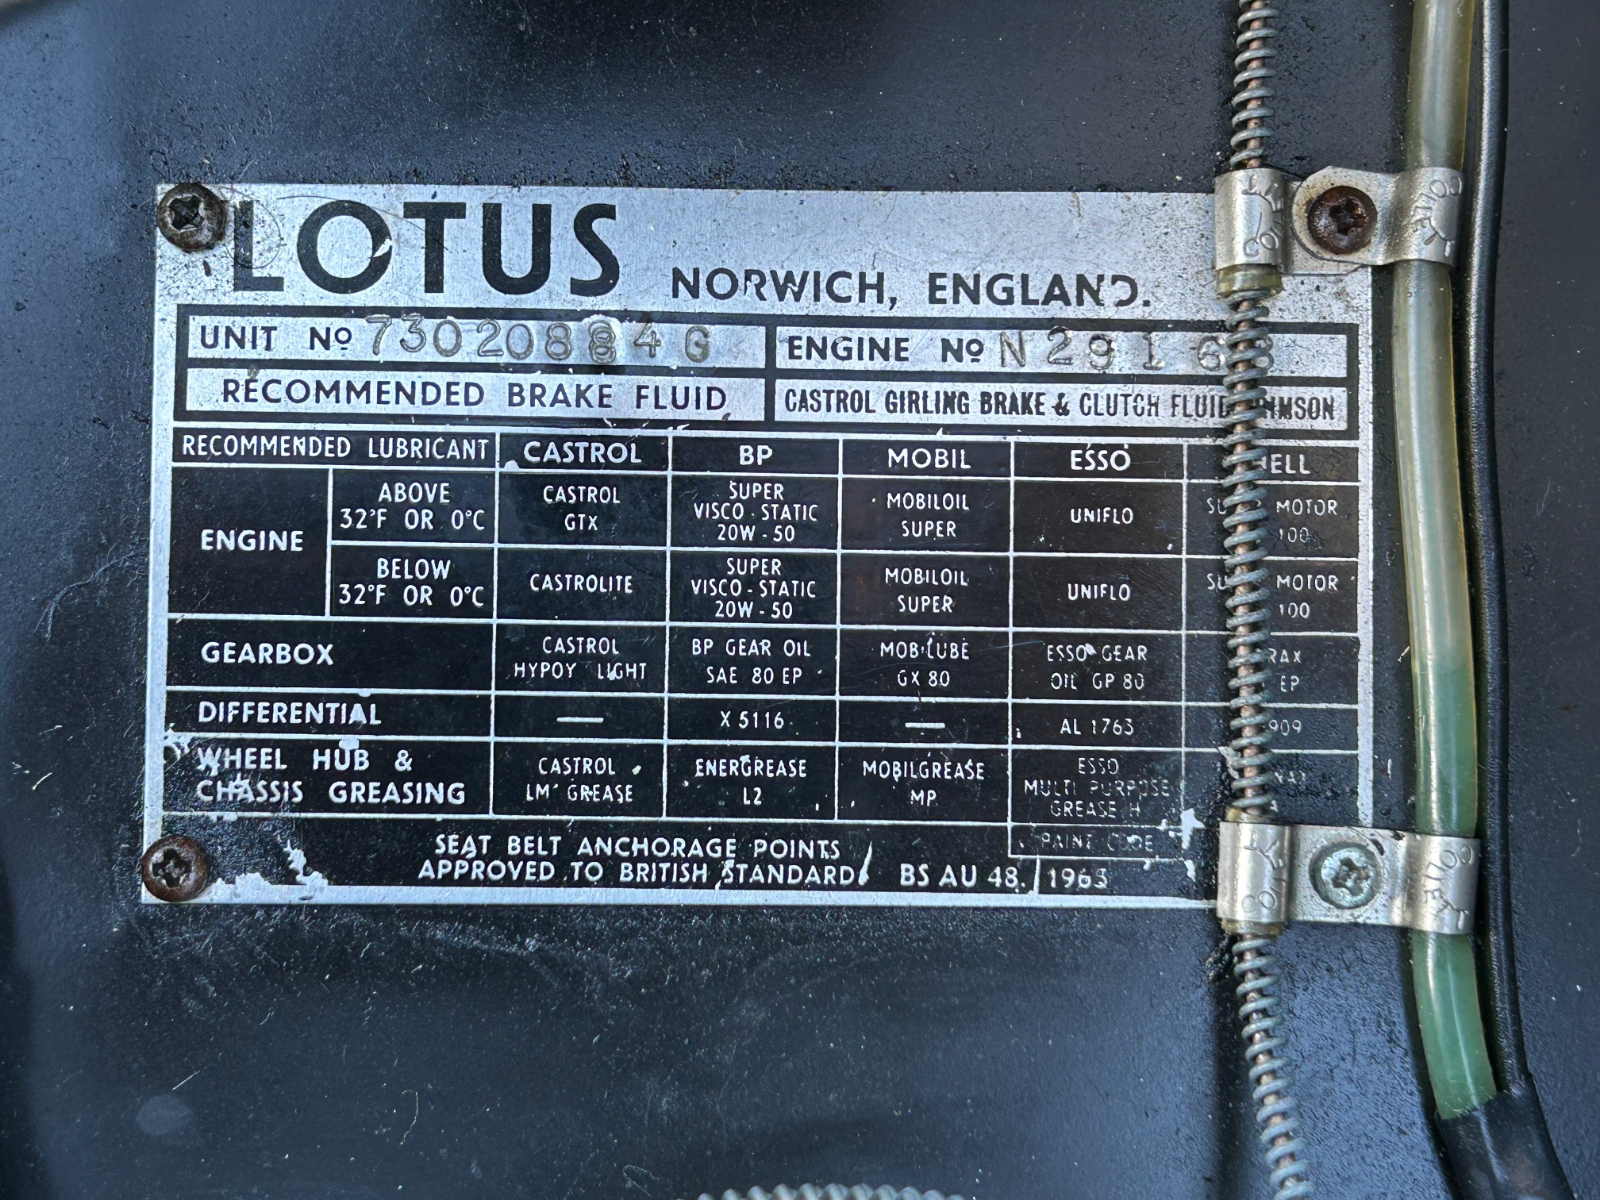 LOTUS NORWICH, ENGLAND.
UNIT Nº 730208 84 G ENGINE Nº
RECOMMENDED BRAKE FLUID CASTROL GIRLING BRAKE & CLUTCH FLUID
RECOMMENDED LUBRICANT CASTROL BP MOBIL ESSO
ENGINE
ABOVE
32°F OR 0°C
CASTROL
GTX
SUPER
VISCO-STATIC
20W-50
MOBILOIL
SUPER
UNIFLO
MOTOR
100
BELOW
32°F OR 0°C
CASTROLITE
SUPER
VISCO-STATIC
20W-50
MOBILOIL
SUPER
UNIFLO
MOTOR
100
GEARBOX
CASTROL
HYPOY LIGHT
BP GEAR OIL
SAE 80 EP
MOBILUBE
GX 80
ESSO GEAR
OIL GP 80
EP
DIFFERENTIAL — X 5116 — AL 1763
WHEEL HUB &
CHASSIS GREASING
CASTROL
LM GREASE
ENERGREASE
L2
MOBILGREASE
MP
ESSO
MULTI PURPOSE
GREASE H
PAINT CODE
SEAT BELT ANCHORAGE POINTS
APPROVED TO BRITISH STANDARD BS AU 48. 1965